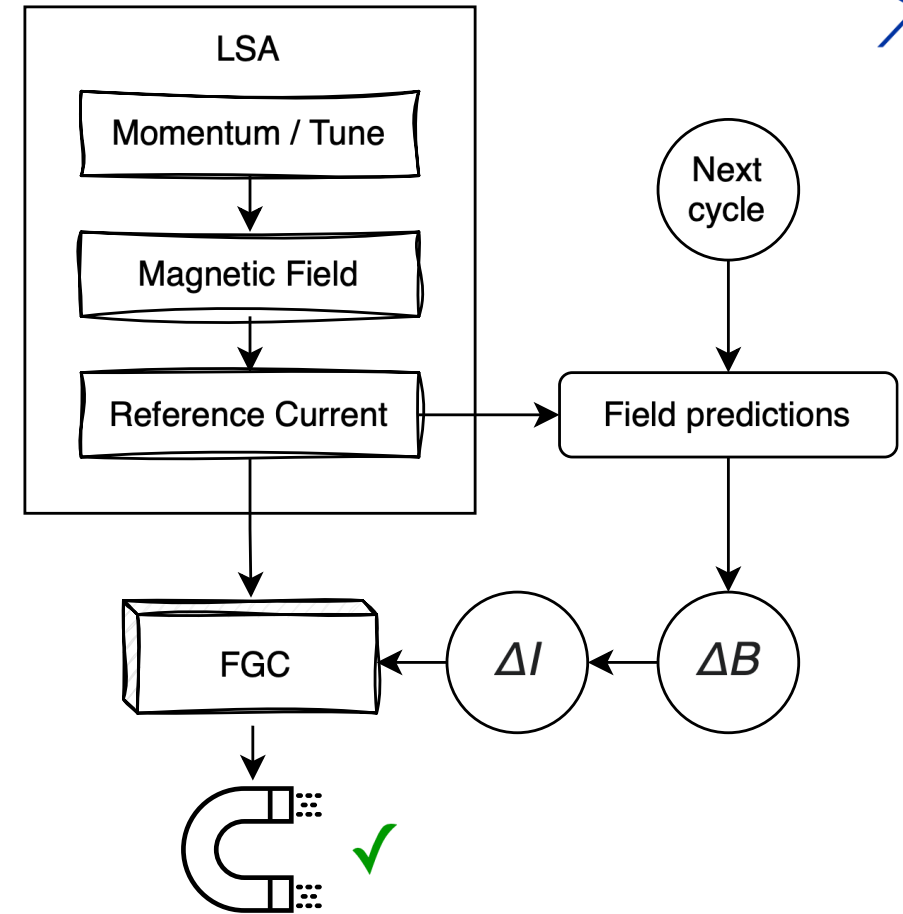 LSA
Momentum / Tune
Magnetic Field
Reference Current
Next
cycle
Field predictions
FGC
ΔI
ΔB